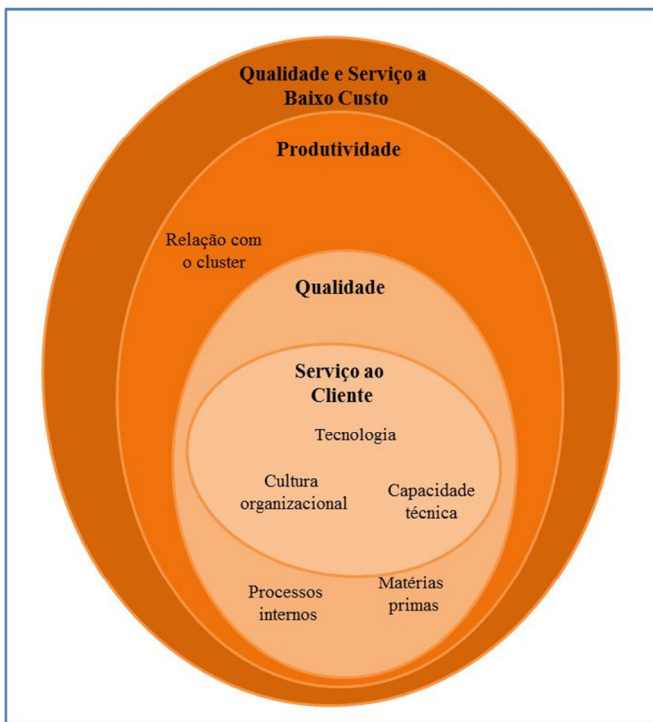 Qualidade e Serviço a
Baixo Custo
Produtividade
Relação com
o cluster
Qualidade
Serviço ao
Cliente
Tecnologia
Cultura
organizacional
Capacidade
técnica
Processos
internos
Matérias
primas